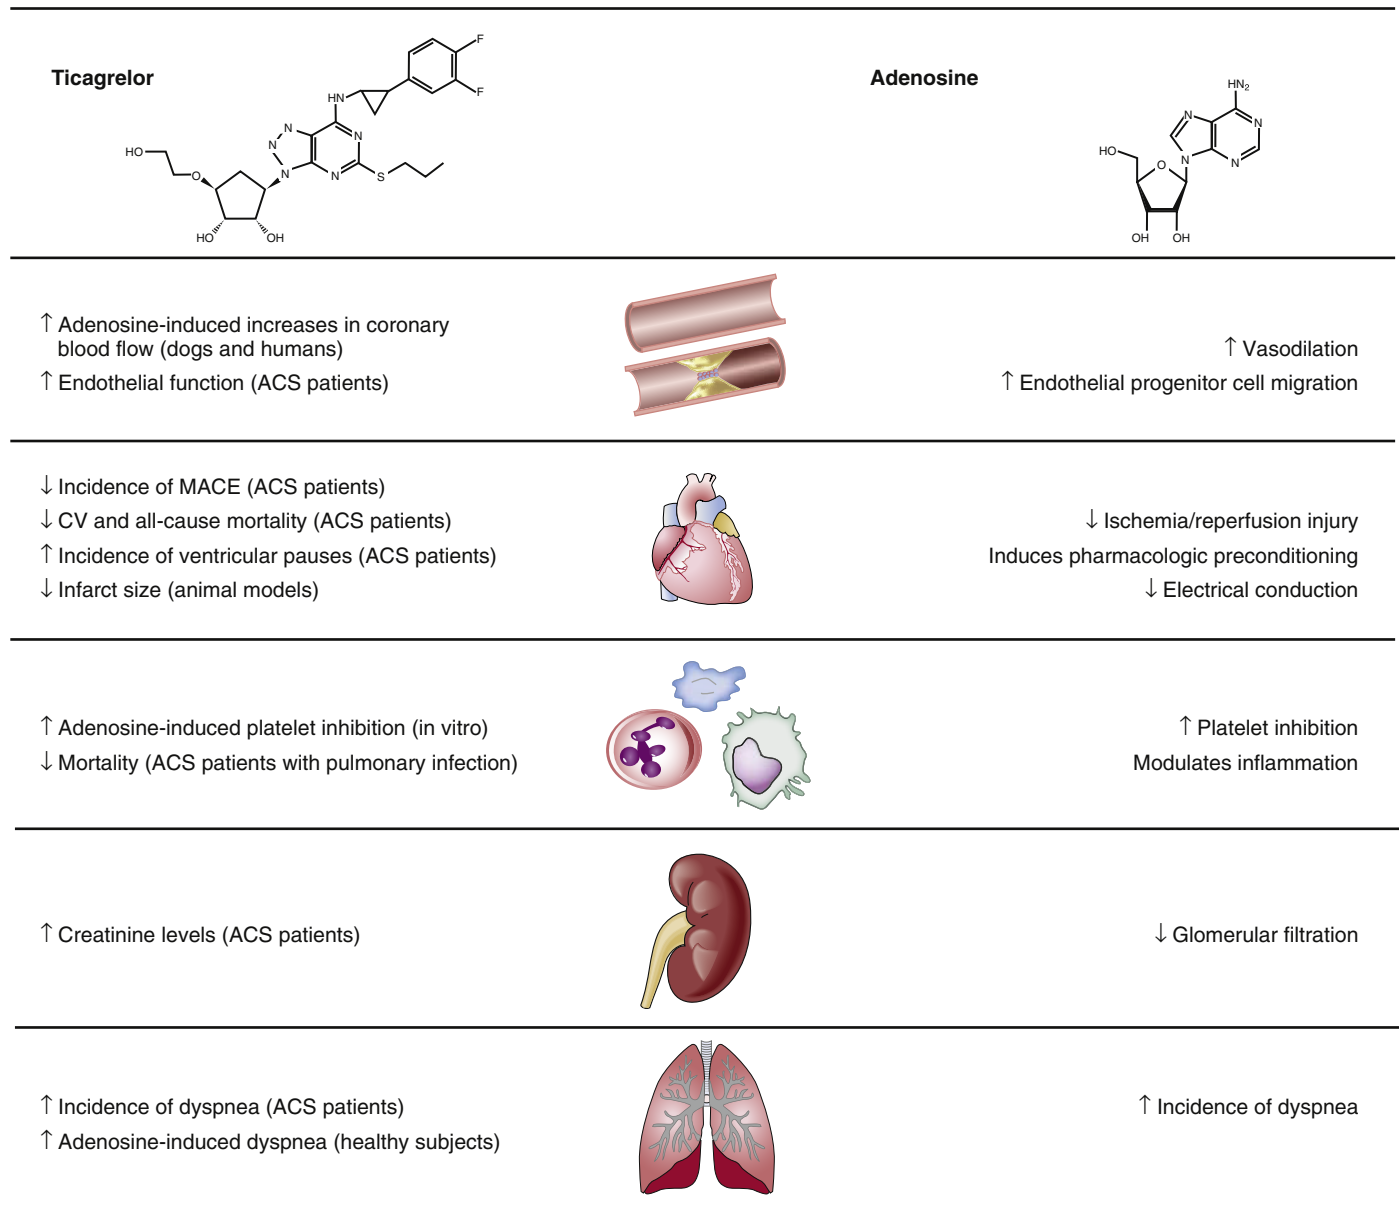 Ticagrelor
Adenosine
F
F
HN
N
N
N
N
N
S
HO
O
HO
OH
HN₂
N
N
N
N
HO
O
OH
OH
↑ Adenosine-induced increases in coronary
blood flow (dogs and humans)
↑ Endothelial function (ACS patients)
↑ Vasodilation
↑ Endothelial progenitor cell migration
↓ Incidence of MACE (ACS patients)
↓ CV and all-cause mortality (ACS patients)
↑ Incidence of ventricular pauses (ACS patients)
↓ Infarct size (animal models)
↓ Ischemia/reperfusion injury
Induces pharmacologic preconditioning
↓ Electrical conduction
↑ Adenosine-induced platelet inhibition (in vitro)
↓ Mortality (ACS patients with pulmonary infection)
↑ Platelet inhibition
Modulates inflammation
↑ Creatinine levels (ACS patients)
↓ Glomerular filtration
↑ Incidence of dyspnea (ACS patients)
↑ Adenosine-induced dyspnea (healthy subjects)
↑ Incidence of dyspnea